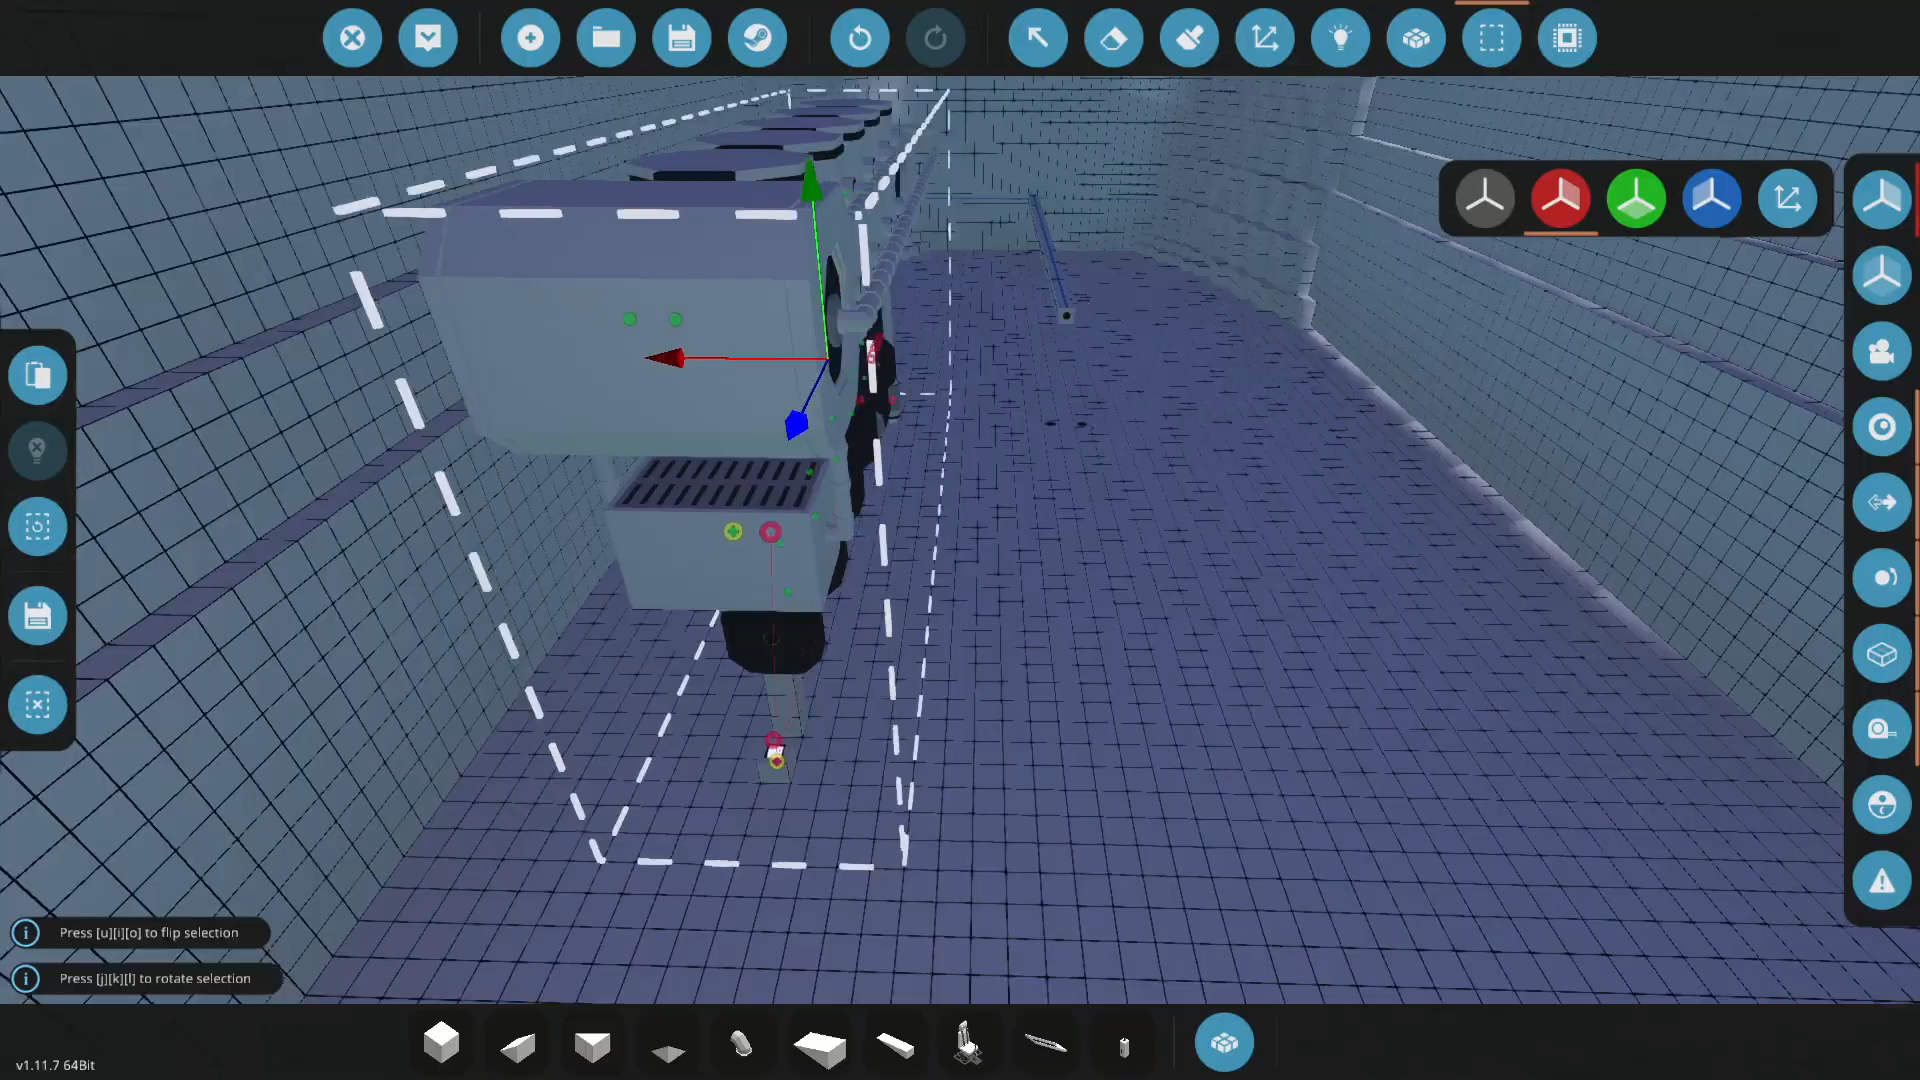 Press [u][i][o] to flip selection
Press [j][k][l] to rotate selection
v1.11.7 64Bit